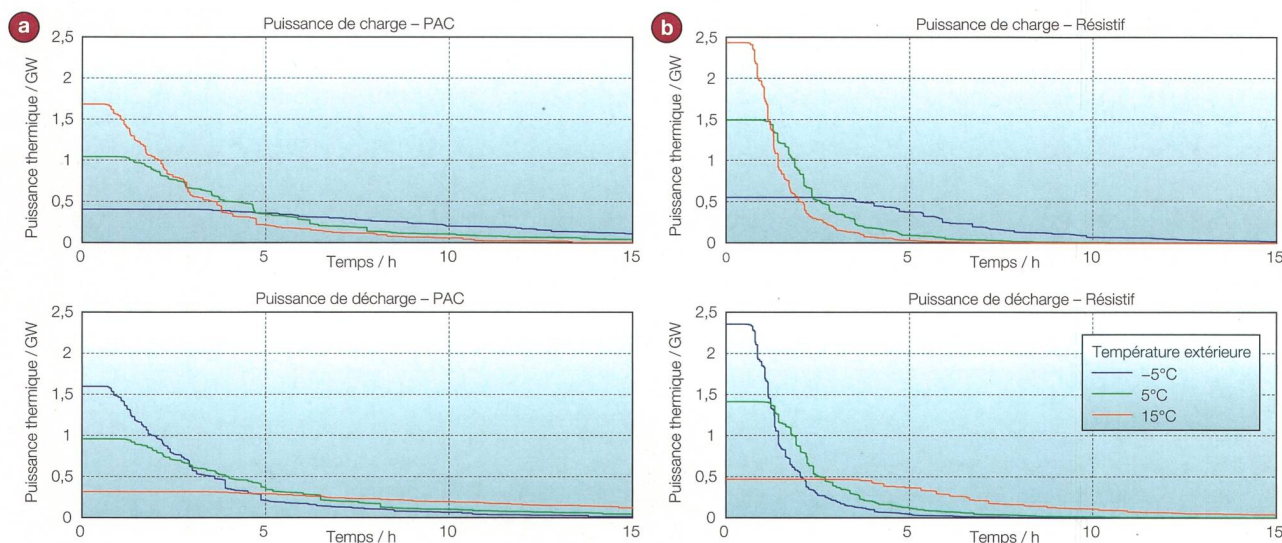 a
Puissance de charge – PAC
Puissance thermique / GW
2,5
2
1,5
1
0,5
0
0
5
10
15
Temps / h
b
Puissance de charge – Résistif
Puissance thermique / GW
2,5
2
1,5
1
0,5
0
0
5
10
15
Temps / h
Puissance de décharge – PAC
Puissance thermique / GW
2,5
2
1,5
1
0,5
0
0
5
10
15
Temps / h
Puissance de décharge – Résistif
Puissance thermique / GW
2,5
2
1,5
1
0,5
0
0
5
10
15
Temps / h
Température extérieure
–5°C
5°C
15°C